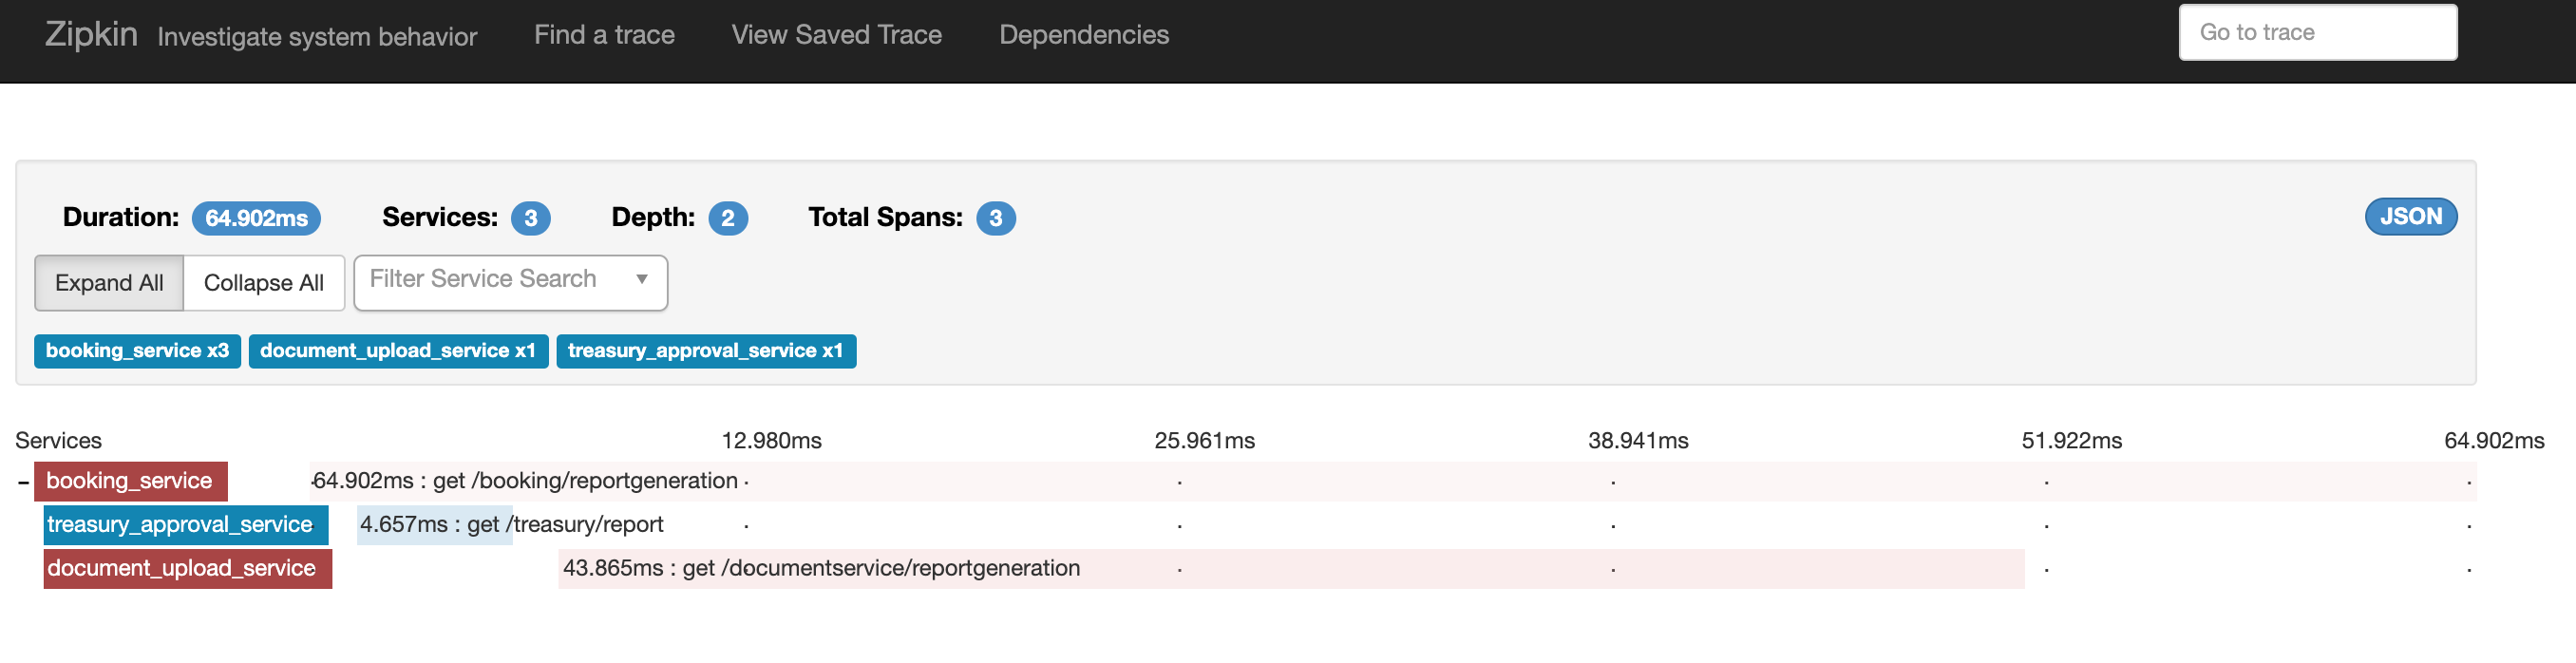 Zipkin Investigate system behavior Find a trace View Saved Trace Dependencies Go to trace
Duration: 64.902ms Services: 3 Depth: 2 Total Spans: 3 JSON
Expand All Collapse All Filter Service Search
booking_service x3 document_upload_service x1 treasury_approval_service x1
Services 12.980ms 25.961ms 38.941ms 51.922ms 64.902ms
- booking_service 64.902ms : get /booking/reportgeneration
treasury_approval_service 4.657ms : get /treasury/report
document_upload_service 43.865ms : get /documentservice/reportgeneration